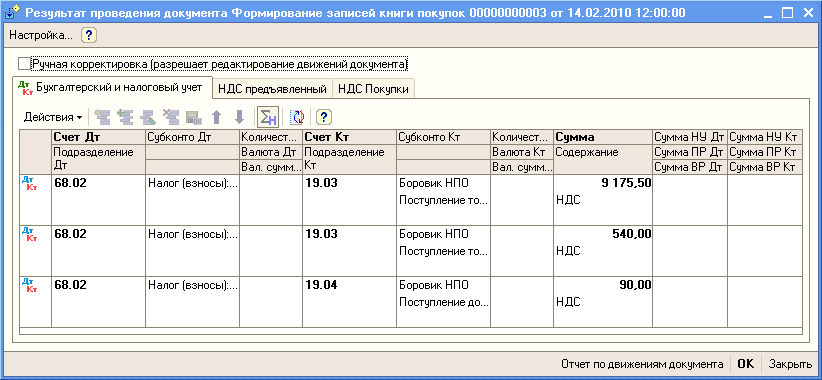 Результат проведения документа Формирование записей книги покупок 00000000003 от 14.02.2010 12:00:00
Настройка...
Ручная корректировка (разрешает редактирование движений документа)
Бухгалтерский и налоговый учет НДС предъявленный НДС Покупки
Действия
Счет Дт Субконто Дт Количест... Счет Кт Субконто Кт Количест... Сумма Сумма НУ Дт Сумма НУ Кт
Подразделение Дт Валюта Дт Подразделение Кт Валюта Кт Содержание Сумма ПР Дт Сумма ПР Кт
Вал. сумм... Вал. сумм... Сумма ВР Дт Сумма ВР Кт
68.02 Налог (взносы):... 19.03 Боровик НПО 9 175,50
Поступление то... НДС
68.02 Налог (взносы):... 19.03 Боровик НПО 540,00
Поступление то... НДС
68.02 Налог (взносы):... 19.04 Боровик НПО 90,00
Поступление до... НДС
Отчет по движениям документа OK Закрыть